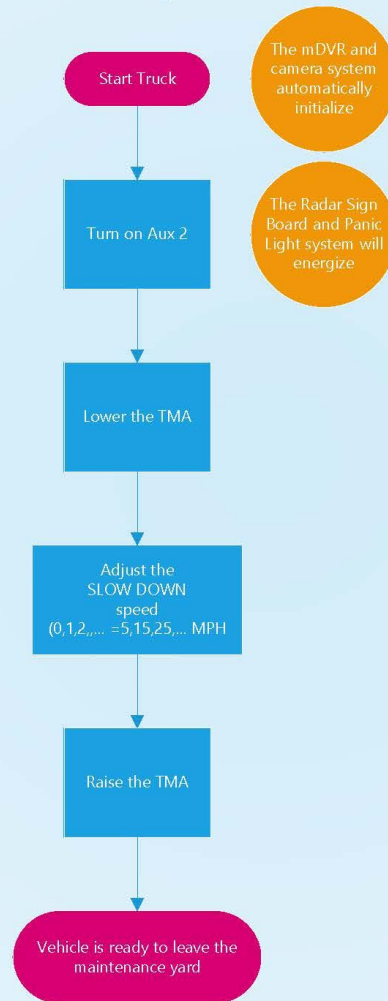 Start Truck
The mDVR and
camera system
automatically
initialize
Turn on Aux 2
The Radar Sign
Board and Panic
Light system will
energize
Lower the TMA
Adjust the
SLOW DOWN
speed
(0,1,2,,... =5,15,25,... MPH
Raise the TMA
Vehicle is ready to leave the
maintenance yard